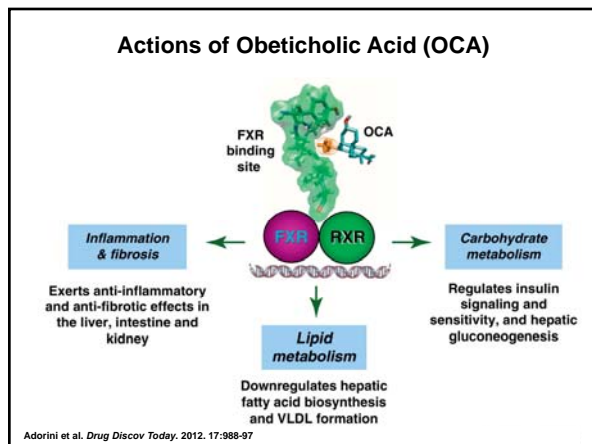 Actions of Obeticholic Acid (OCA)
FXR
binding
site
OCA
FXR
RXR
Inflammation
& fibrosis
Exerts anti-inflammatory
and anti-fibrotic effects in
the liver, intestine and
kidney
Lipid
metabolism
Downregulates hepatic
fatty acid biosynthesis
and VLDL formation
Carbohydrate
metabolism
Regulates insulin
signaling and
sensitivity, and hepatic
gluconeogenesis
Adorini et al. Drug Discov Today. 2012. 17:988-97